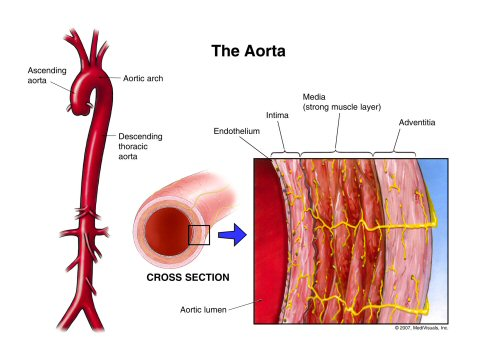 The Aorta
Ascending
aorta
Aortic arch
Descending
thoracic
aorta
Media
(strong muscle layer)
Intima
Adventitia
Endothelium
CROSS SECTION
Aortic lumen
© 2007, MediVisuals, Inc.